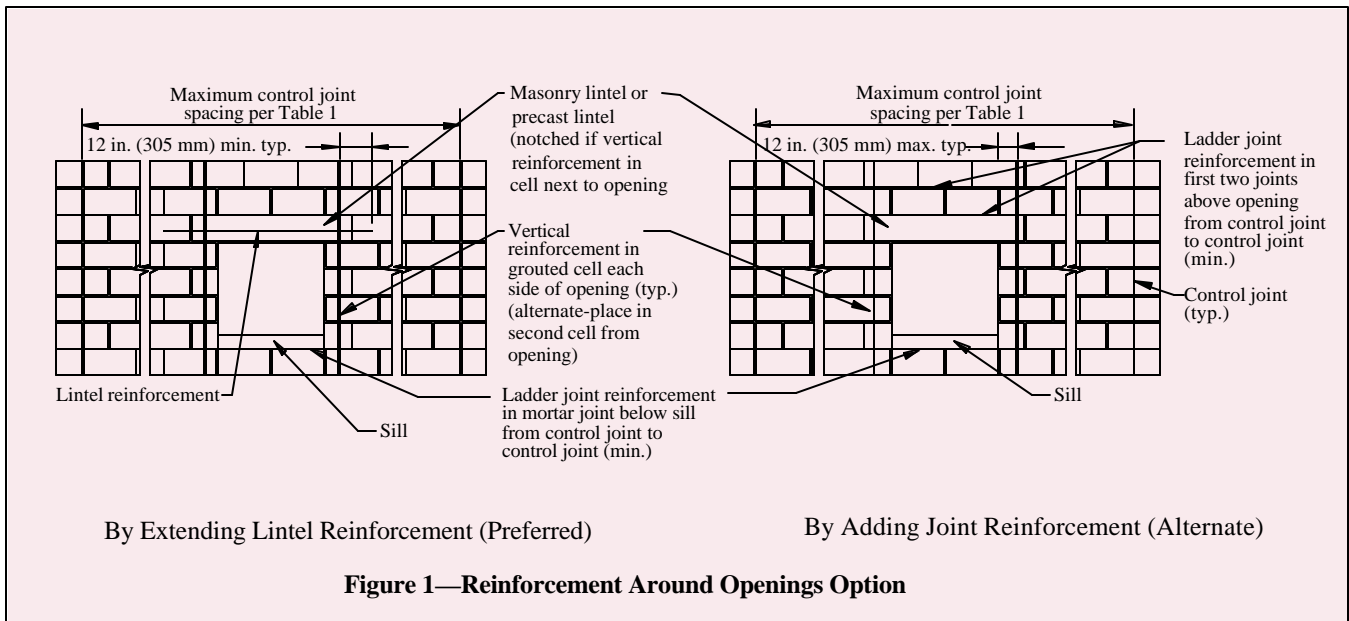 Maximum control joint
spacing per Table 1
12 in. (305 mm) min. typ.
Lintel reinforcement
Sill
Masonry lintel or
precast lintel
(notched if vertical
reinforcement in
cell next to opening
Vertical
reinforcement in
grouted cell each
side of opening (typ.)
(alternate-place in
second cell from
opening)
Ladder joint reinforcement
in mortar joint below sill
from control joint to
control joint (min.)
Maximum control joint
spacing per Table 1
12 in. (305 mm) max. typ.
Ladder joint
reinforcement in
first two joints
above opening
from control joint
to control joint
(min.)
Control joint
(typ.)
Sill
By Extending Lintel Reinforcement (Preferred)
By Adding Joint Reinforcement (Alternate)
Figure 1—Reinforcement Around Openings Option